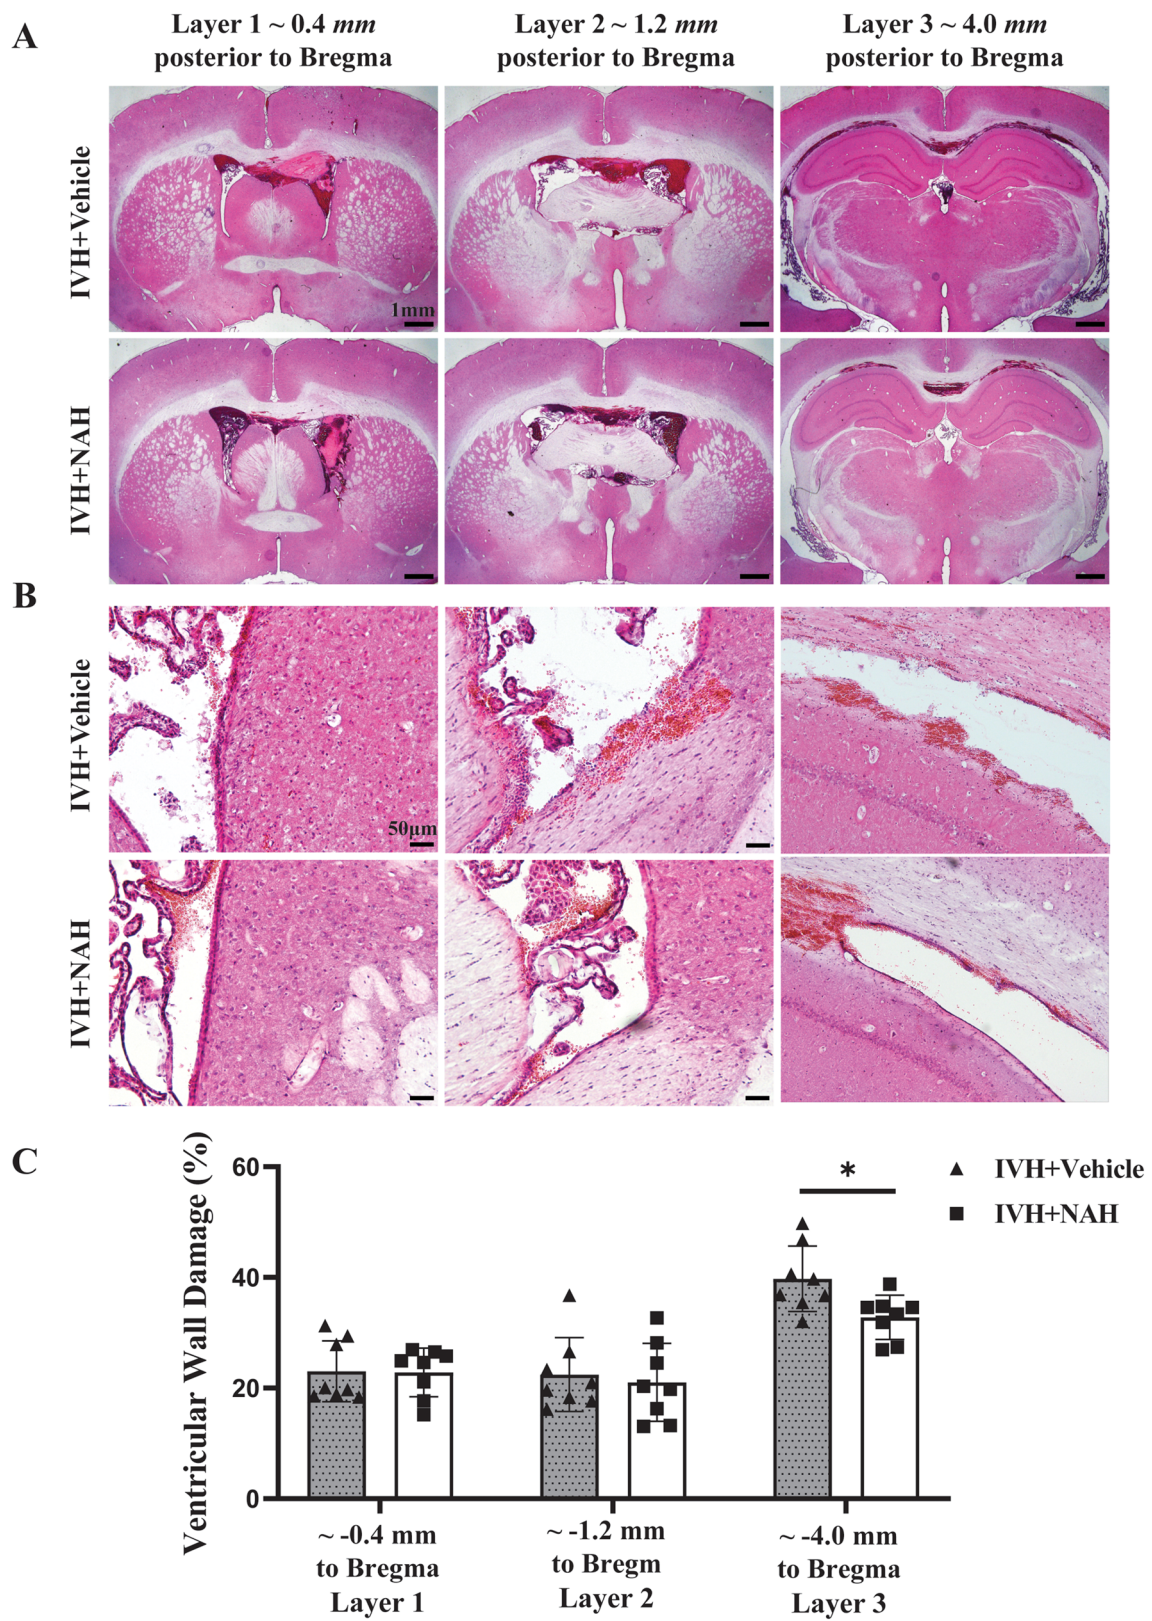 A
Layer 1 ~ 0.4 mm
posterior to Bregma
Layer 2 ~ 1.2 mm
posterior to Bregma
Layer 3 ~ 4.0 mm
posterior to Bregma
IVH+Vehicle
1mm
IVH+NAH
B
IVH+Vehicle
50μm
IVH+NAH
C
Ventricular Wall Damage (%)
60
40
20
0
*
IVH+Vehicle
IVH+NAH
~ -0.4 mm
to Bregma
Layer 1
~ -1.2 mm
to Bregm
Layer 2
~ -4.0 mm
to Bregma
Layer 3